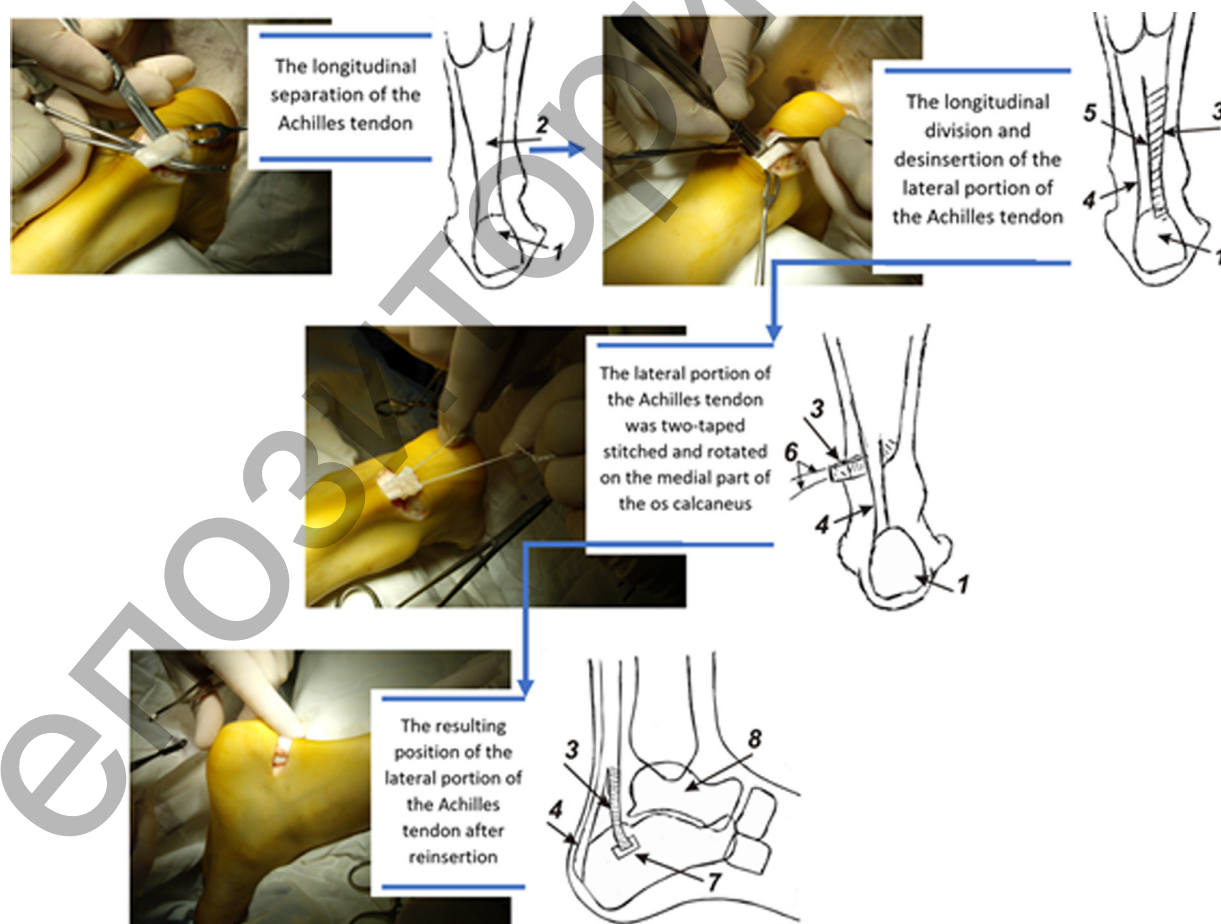 The longitudinal
separation of the
Achilles tendon
2
1
The longitudinal
division and
desinsertion of the
lateral portion of
the Achilles tendon
5
3
4
1
The lateral portion of
the Achilles tendon
was two-taped
stitched and rotated
on the medial part of
the os calcaneus
3
6
4
1
The resulting
position of the
lateral portion of
the Achilles
tendon after
reinsertion
3
8
4
7
епозитори